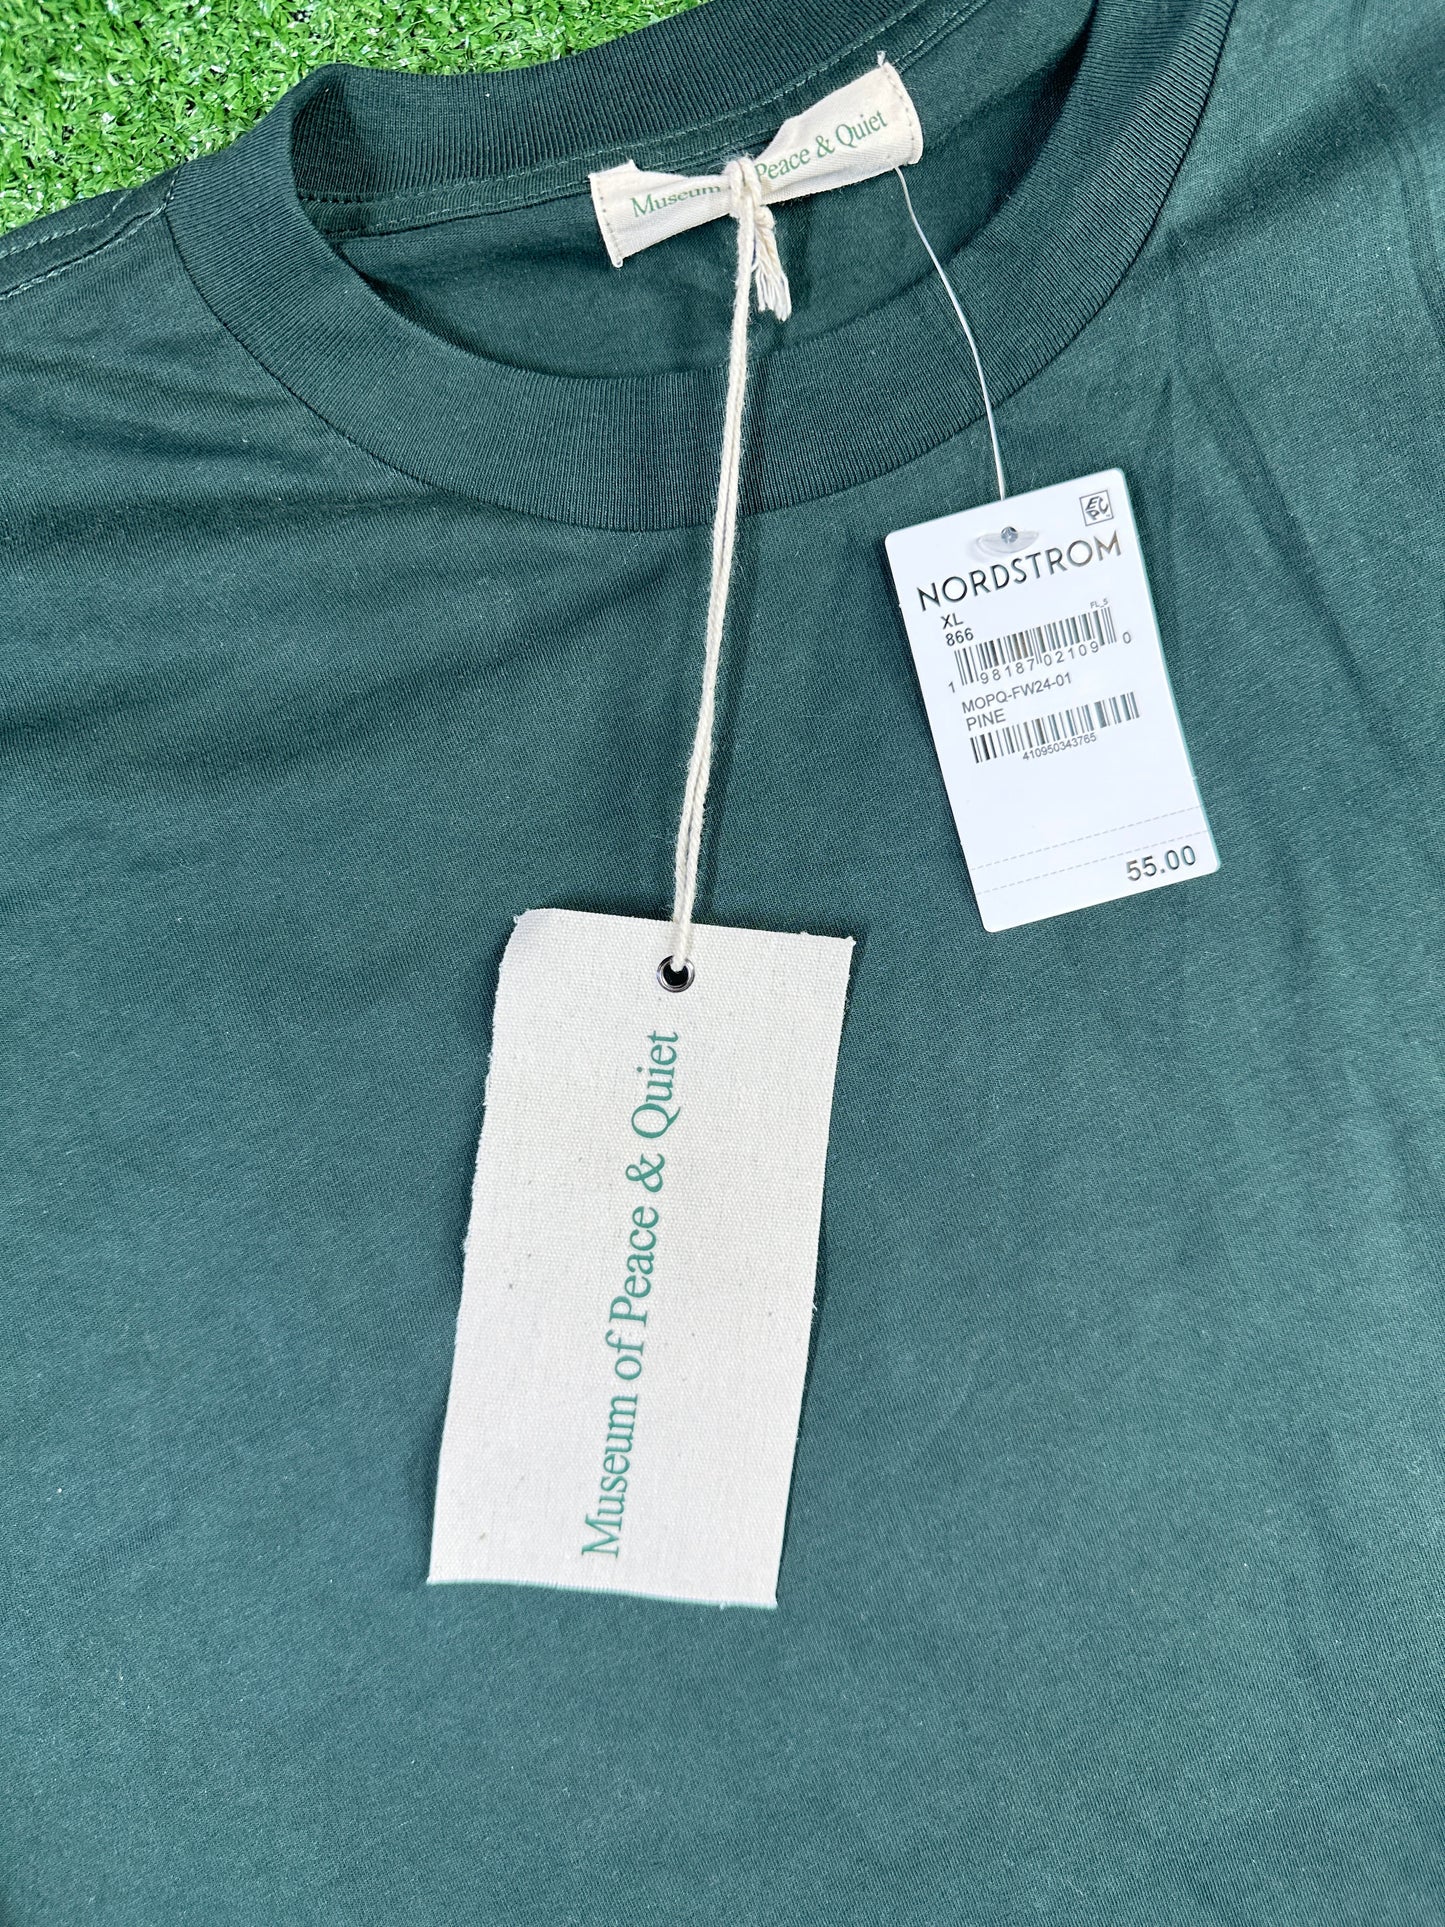 Museum Peace & Quiet
NORDSTROM
XL
866
FL_5
1 98187 02109 0
MOPQ-FW24-01
PINE
410950343765
55.00
Museum of Peace & Quiet